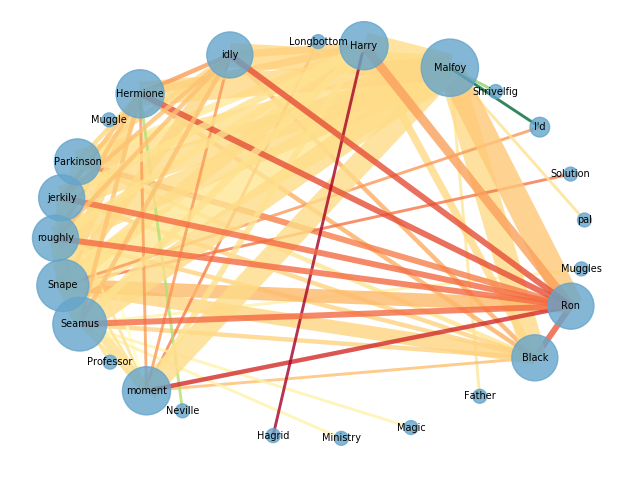 Longbottom
Harry
idly
Malfoy
Hermione
Shrivelfig
Muggle
I'd
Parkinson
Solution
jerkily
pal
roughly
Muggles
Snape
Ron
Seamus
Black
Professor
moment
Father
Neville
Magic
Hagrid
Ministry